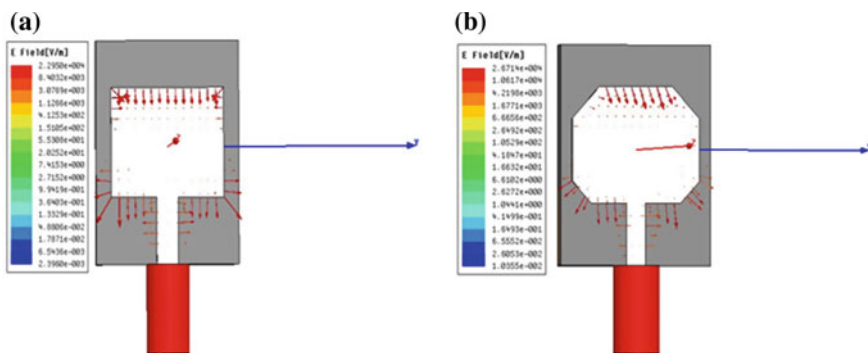 (a)
(b)
E Field[V/m]
2.2950e+004
8.4032e+003
3.0769e+003
1.1266e+003
4.1253e+002
1.5105e+002
5.5308e+001
2.0252e+001
7.4153e+000
2.7152e+000
9.9419e-001
3.6403e-001
1.3329e-001
4.8806e-002
1.7871e-002
6.5436e-003
2.3960e-003
E Field[V/m]
2.6714e+004
1.0617e+004
4.2198e+003
1.6771e+003
6.6656e+002
2.6492e+002
1.0529e+002
4.1847e+001
1.6632e+001
6.6102e+000
2.6272e+000
1.0441e+000
4.1499e-001
1.6493e-001
6.5552e-002
2.6053e-002
1.0355e-002